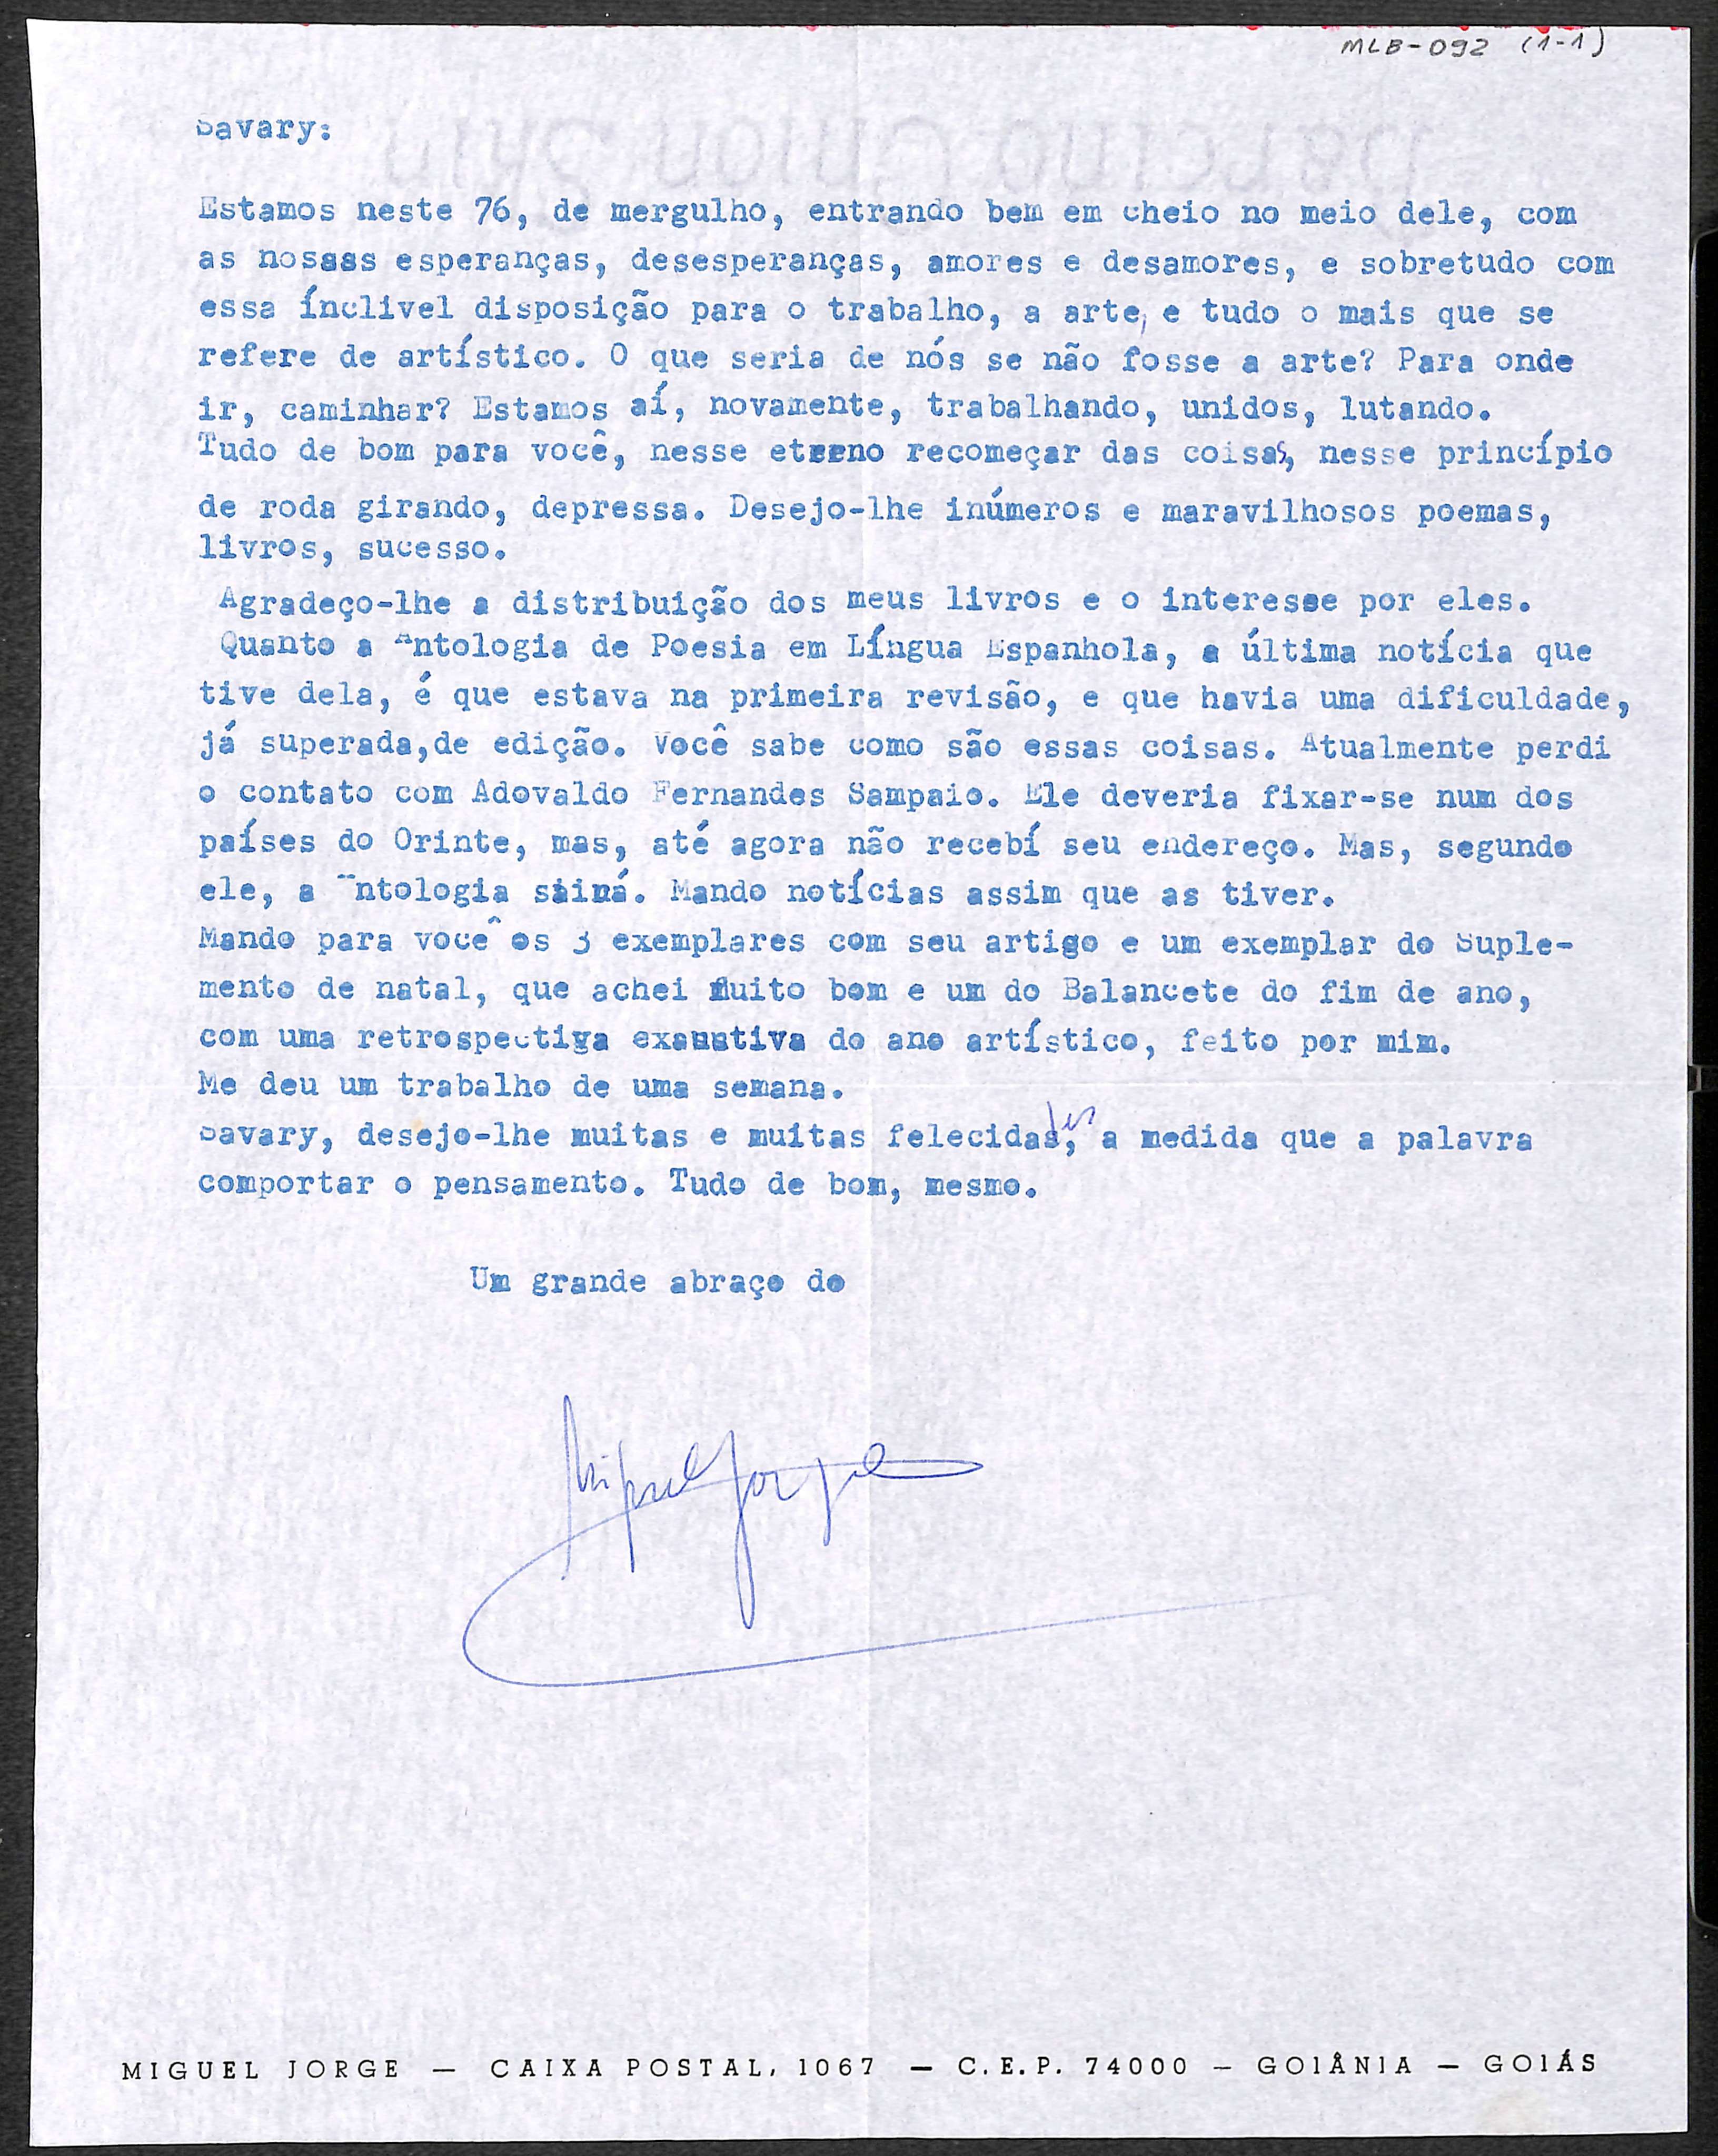 MLB-092 (1-1)
Savary:
Estamos neste 76, de mergulho, entrando bem em cheio no meio dele, com
as nossas esperanças, desesperanças, amores e desamores, e sobretudo com
essa ínclivel disposição para o trabalho, a arte, e tudo o mais que se
refere de artístico. O que seria de nós se não fosse a arte? Para onde
ir, caminhar? Estamos aí, novamente, trabalhando, unidos, lutando.
Tudo de bom para você, nesse eterno recomeçar das coisas, nesse princípio
de roda girando, depressa. Desejo-lhe inúmeros e maravilhosos poemas,
livros, sucesso.
Agradeço-lhe a distribuição dos meus livros e o interesse por eles.
Quanto a Antologia de Poesia em Língua Espanhola, a última notícia que
tive dela, é que estava na primeira revisão, e que havia uma dificuldade,
já superada,de edição. Você sabe como são essas coisas. Atualmente perdi
o contato com Adovaldo Fernandes Sampaio. Ele deveria fixar-se num dos
países do Orinte, mas, até agora não recebí seu endereço. Mas, segundo
ele, a Antologia sairá. Mando notícias assim que as tiver.
Mando para você os 3 exemplares com seu artigo e um exemplar do Suple-
mento de natal, que achei muito bom e um do Balancete do fim de ano,
com uma retrospectiva exaustiva do ano artístico, feito por mim.
Me deu um trabalho de uma semana.
Savary, desejo-lhe muitas e muitas felecidades, a medida que a palavra
comportar o pensamento. Tudo de bom, mesmo.
Um grande abraço do
Miguel Jorge
MIGUEL JORGE — CAIXA POSTAL, 1067 — C.E.P. 74000 — GOIÂNIA — GOIÁS